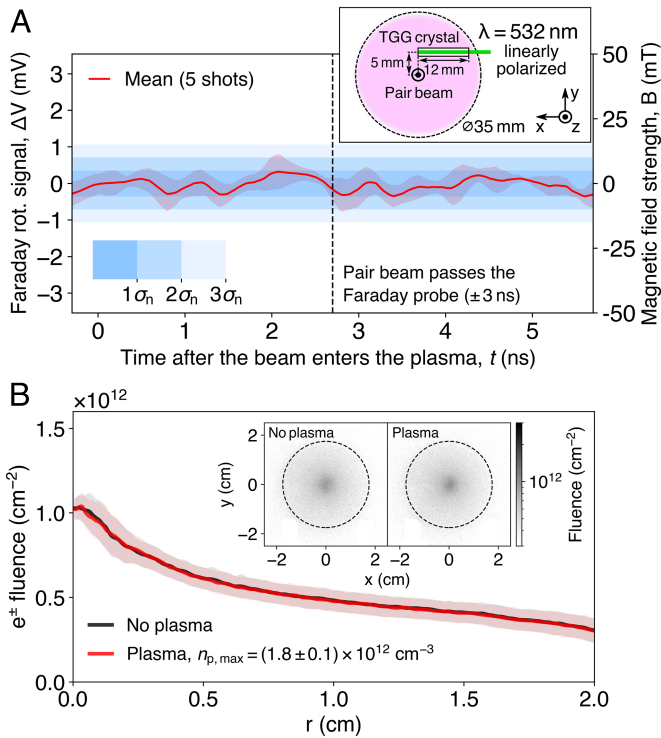 A
Faraday rot. signal, ΔV (mV)
3
2
1
0
−1
−2
−3
Mean (5 shots)
TGG crystal
λ = 532 nm
linearly
polarized
5 mm
12 mm
Pair beam
⌀35 mm
y
x
z
50
25
0
-25
-50
Magnetic field strength, B (mT)
1σn
2σn
3σn
Pair beam passes the
Faraday probe (±3 ns)
0
1
2
3
4
5
Time after the beam enters the plasma, t (ns)
B
×10¹²
e± fluence (cm⁻²)
1.5
1.0
0.5
0.0
No plasma
Plasma
y (cm)
2
0
−2
−2
0
2
−2
0
2
x (cm)
10¹²
Fluence (cm⁻²)
No plasma
Plasma, np, max = (1.8 ± 0.1) × 10¹² cm⁻³
0.0
0.5
1.0
1.5
2.0
r (cm)